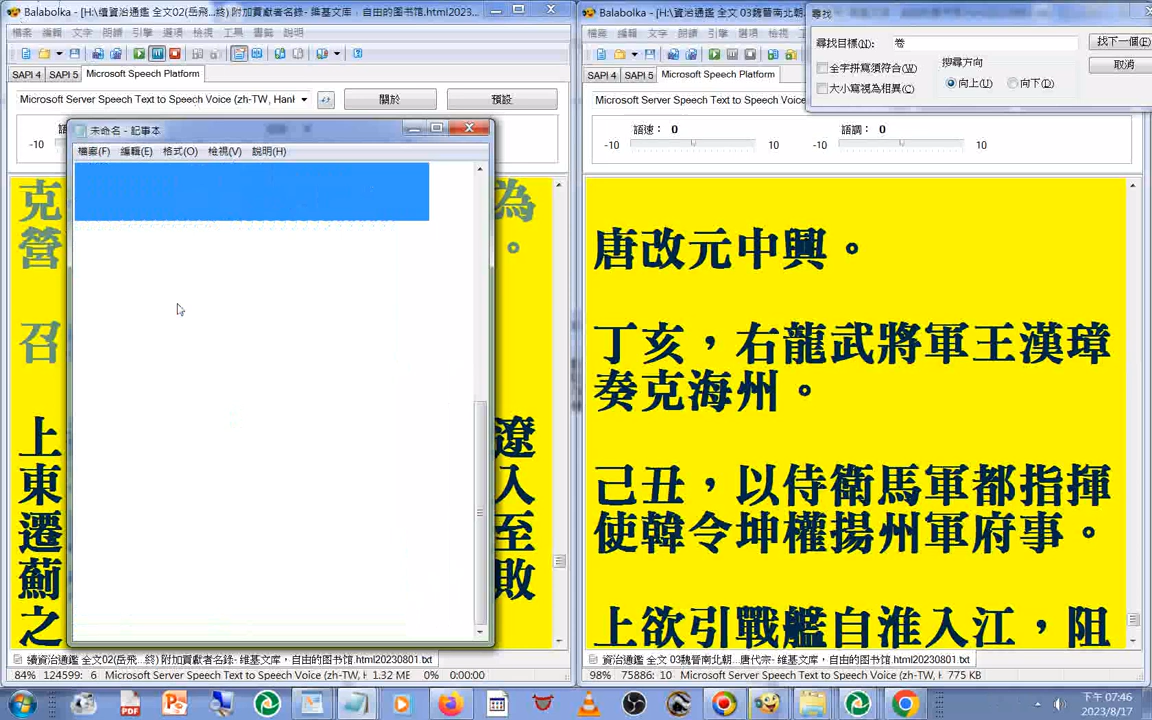 Balabolka - [H:\續資治通鑑 全文02(岳飛...終) 附加貢獻者名錄- 維基文库，自由的图书馆.html2023...
檔案 編輯 文字 朗讀 引擎 選項 檢視 書籤 工具 說明
SAPI 4 SAPI 5 Microsoft Speech Platform
Microsoft Server Speech Text to Speech Voice (zh-TW, Hanl
關於 預設
-10
未命名 - 記事本
檔案(F) 編輯(E) 格式(O) 檢視(V) 說明(H)
克 為
營 。
召
上 遼
東 入
遷 至
薊 敗
之
續資治通鑑 全文02(岳飛...終) 附加貢獻者名錄- 維基文库，自由的图书馆.html20230801.txt
84% 124599: 6 Microsoft Server Speech Text to Speech Voice (zh-TW, H 1.32 ME 0% 0:00:00
Balabolka - [H:\資治通鑑 全文 03魏晉南北朝
檔案 編輯 文字 朗讀 引擎 選項 檢視
SAPI 4 SAPI 5 Microsoft Speech Platform
Microsoft Server Speech Text to Speech Voice
語速： 0 語調： 0
-10 10 -10 10
尋找
尋找目標(N): 卷
找下一個(F)
全字拼寫須符合(W)
大小寫視為相異(C)
搜尋方向
向上(U) 向下(D)
取消
唐改元中興。
丁亥，右龍武將軍王漢璋
奏克海州。
己丑，以侍衛馬軍都指揮
使韓令坤權揚州軍府事。
上欲引戰艦自淮入江，阻
資治通鑑 全文 03魏晉南北朝...唐代宗- 維基文库，自由的图书馆.html20230801.txt
98% 75886: 10 Microsoft Server Speech Text to Speech Voice (zh-TW, H 775 KB
下午 07:46
2023/8/17